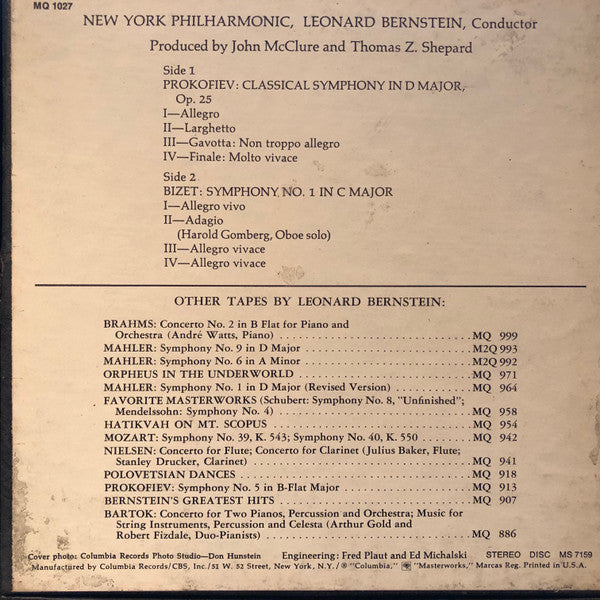 MQ 1027
NEW YORK PHILHARMONIC, LEONARD BERNSTEIN, Conductor
Produced by John McClure and Thomas Z. Shepard
Side 1
PROKOFIEV: CLASSICAL SYMPHONY IN D MAJOR,
Op. 25
I—Allegro
II—Larghetto
III—Gavotta: Non troppo allegro
IV—Finale: Molto vivace
Side 2
BIZET: SYMPHONY NO. 1 IN C MAJOR
I—Allegro vivo
II—Adagio
(Harold Gomberg, Oboe solo)
III—Allegro vivace
IV—Allegro vivace
OTHER TAPES BY LEONARD BERNSTEIN:
BRAHMS: Concerto No. 2 in B Flat for Piano and
Orchestra (André Watts, Piano) . . . . . . . . . . . . . . . . . . . . . . . . . MQ 999
MAHLER: Symphony No. 9 in D Major . . . . . . . . . . . . . . . . . . . . . . . M2Q 993
MAHLER: Symphony No. 6 in A Minor . . . . . . . . . . . . . . . . . . . . . . . M2Q 992
ORPHEUS IN THE UNDERWORLD . . . . . . . . . . . . . . . . . . . . . . . MQ 971
MAHLER: Symphony No. 1 in D Major (Revised Version) . . . . . . . . . . MQ 964
FAVORITE MASTERWORKS (Schubert: Symphony No. 8, "Unfinished";
Mendelssohn: Symphony No. 4) . . . . . . . . . . . . . . . . . . . . . . . . . MQ 958
HATIKVAH ON MT. SCOPUS . . . . . . . . . . . . . . . . . . . . . . . . . . . MQ 954
MOZART: Symphony No. 39, K. 543; Symphony No. 40, K. 550 . . . . . . . MQ 942
NIELSEN: Concerto for Flute; Concerto for Clarinet (Julius Baker, Flute;
Stanley Drucker, Clarinet) . . . . . . . . . . . . . . . . . . . . . . . . . . . . MQ 941
POLOVETSIAN DANCES . . . . . . . . . . . . . . . . . . . . . . . . . . . . . MQ 918
PROKOFIEV: Symphony No. 5 in B-Flat Major . . . . . . . . . . . . . . . . . MQ 913
BERNSTEIN'S GREATEST HITS . . . . . . . . . . . . . . . . . . . . . . . . . MQ 907
BARTOK: Concerto for Two Pianos, Percussion and Orchestra; Music for
String Instruments, Percussion and Celesta (Arthur Gold and
Robert Fizdale, Duo-Pianists) . . . . . . . . . . . . . . . . . . . . . . . . . . MQ 886
Cover photo: Columbia Records Photo Studio—Don Hunstein Engineering: Fred Plaut and Ed Michalski STEREO DISC MS 7159
Manufactured by Columbia Records/CBS, Inc./51 W. 52 Street, New York, N.Y./® "Columbia," "Masterworks," Marcas Reg. Printed in U.S.A.